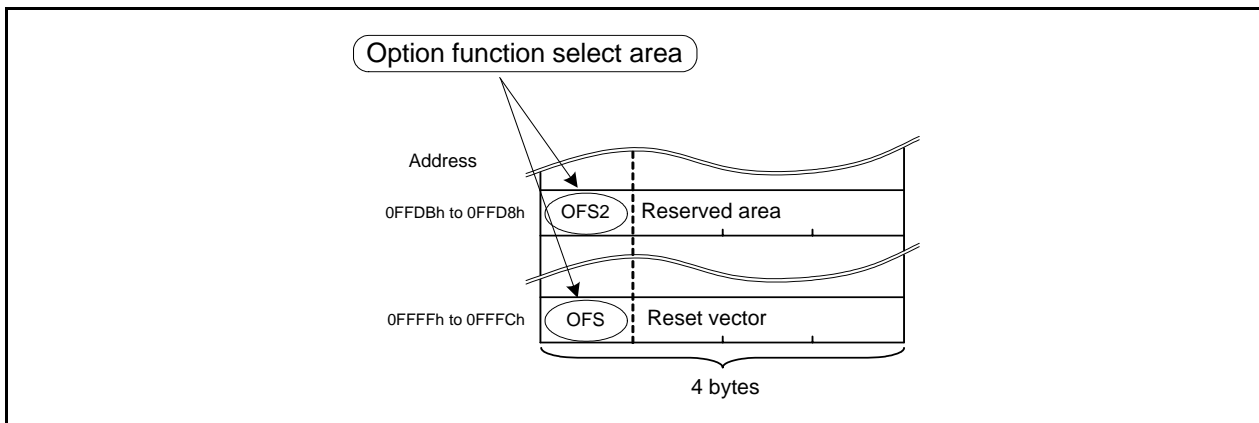 Option function select area
Address
0FFDBh to 0FFD8h OFS2 Reserved area
0FFFFh to 0FFFCh OFS Reset vector
4 bytes